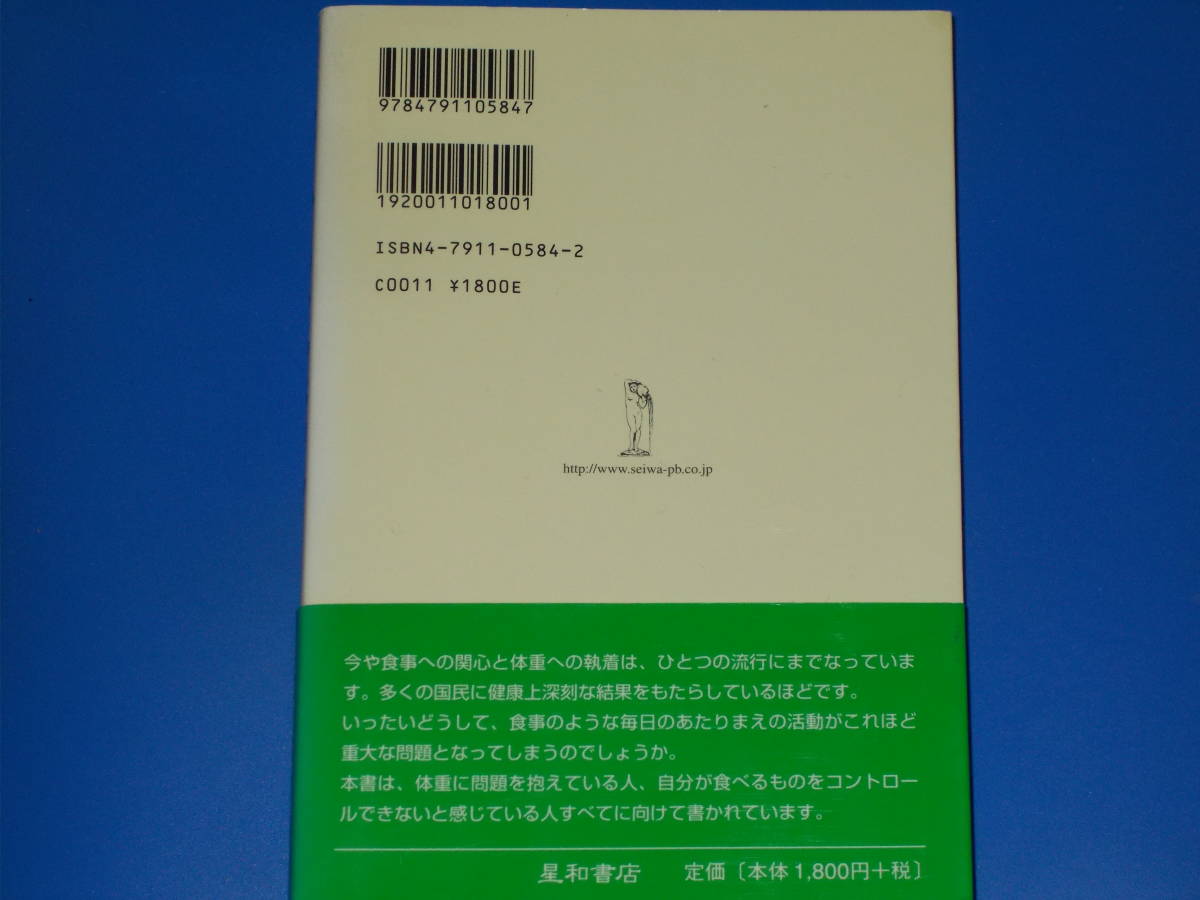 9784791105847
1920011018001
ISBN4-7911-0584-2
C0011 ¥1800E
http://www.seiwa-pb.co.jp
今や食事への関心と体重への執着は、ひとつの流行にまでなっていま
す。多くの国民に健康上深刻な結果をもたらしているほどです。
いったいどうして、食事のような毎日のあたりまえの活動がこれほど
重大な問題となってしまうのでしょうか。
本書は、体重に問題を抱えている人、自分が食べるものをコントロー
ルできないと感じている人すべてに向けて書かれています。
星和書店 定価〔本体1,800円+税〕